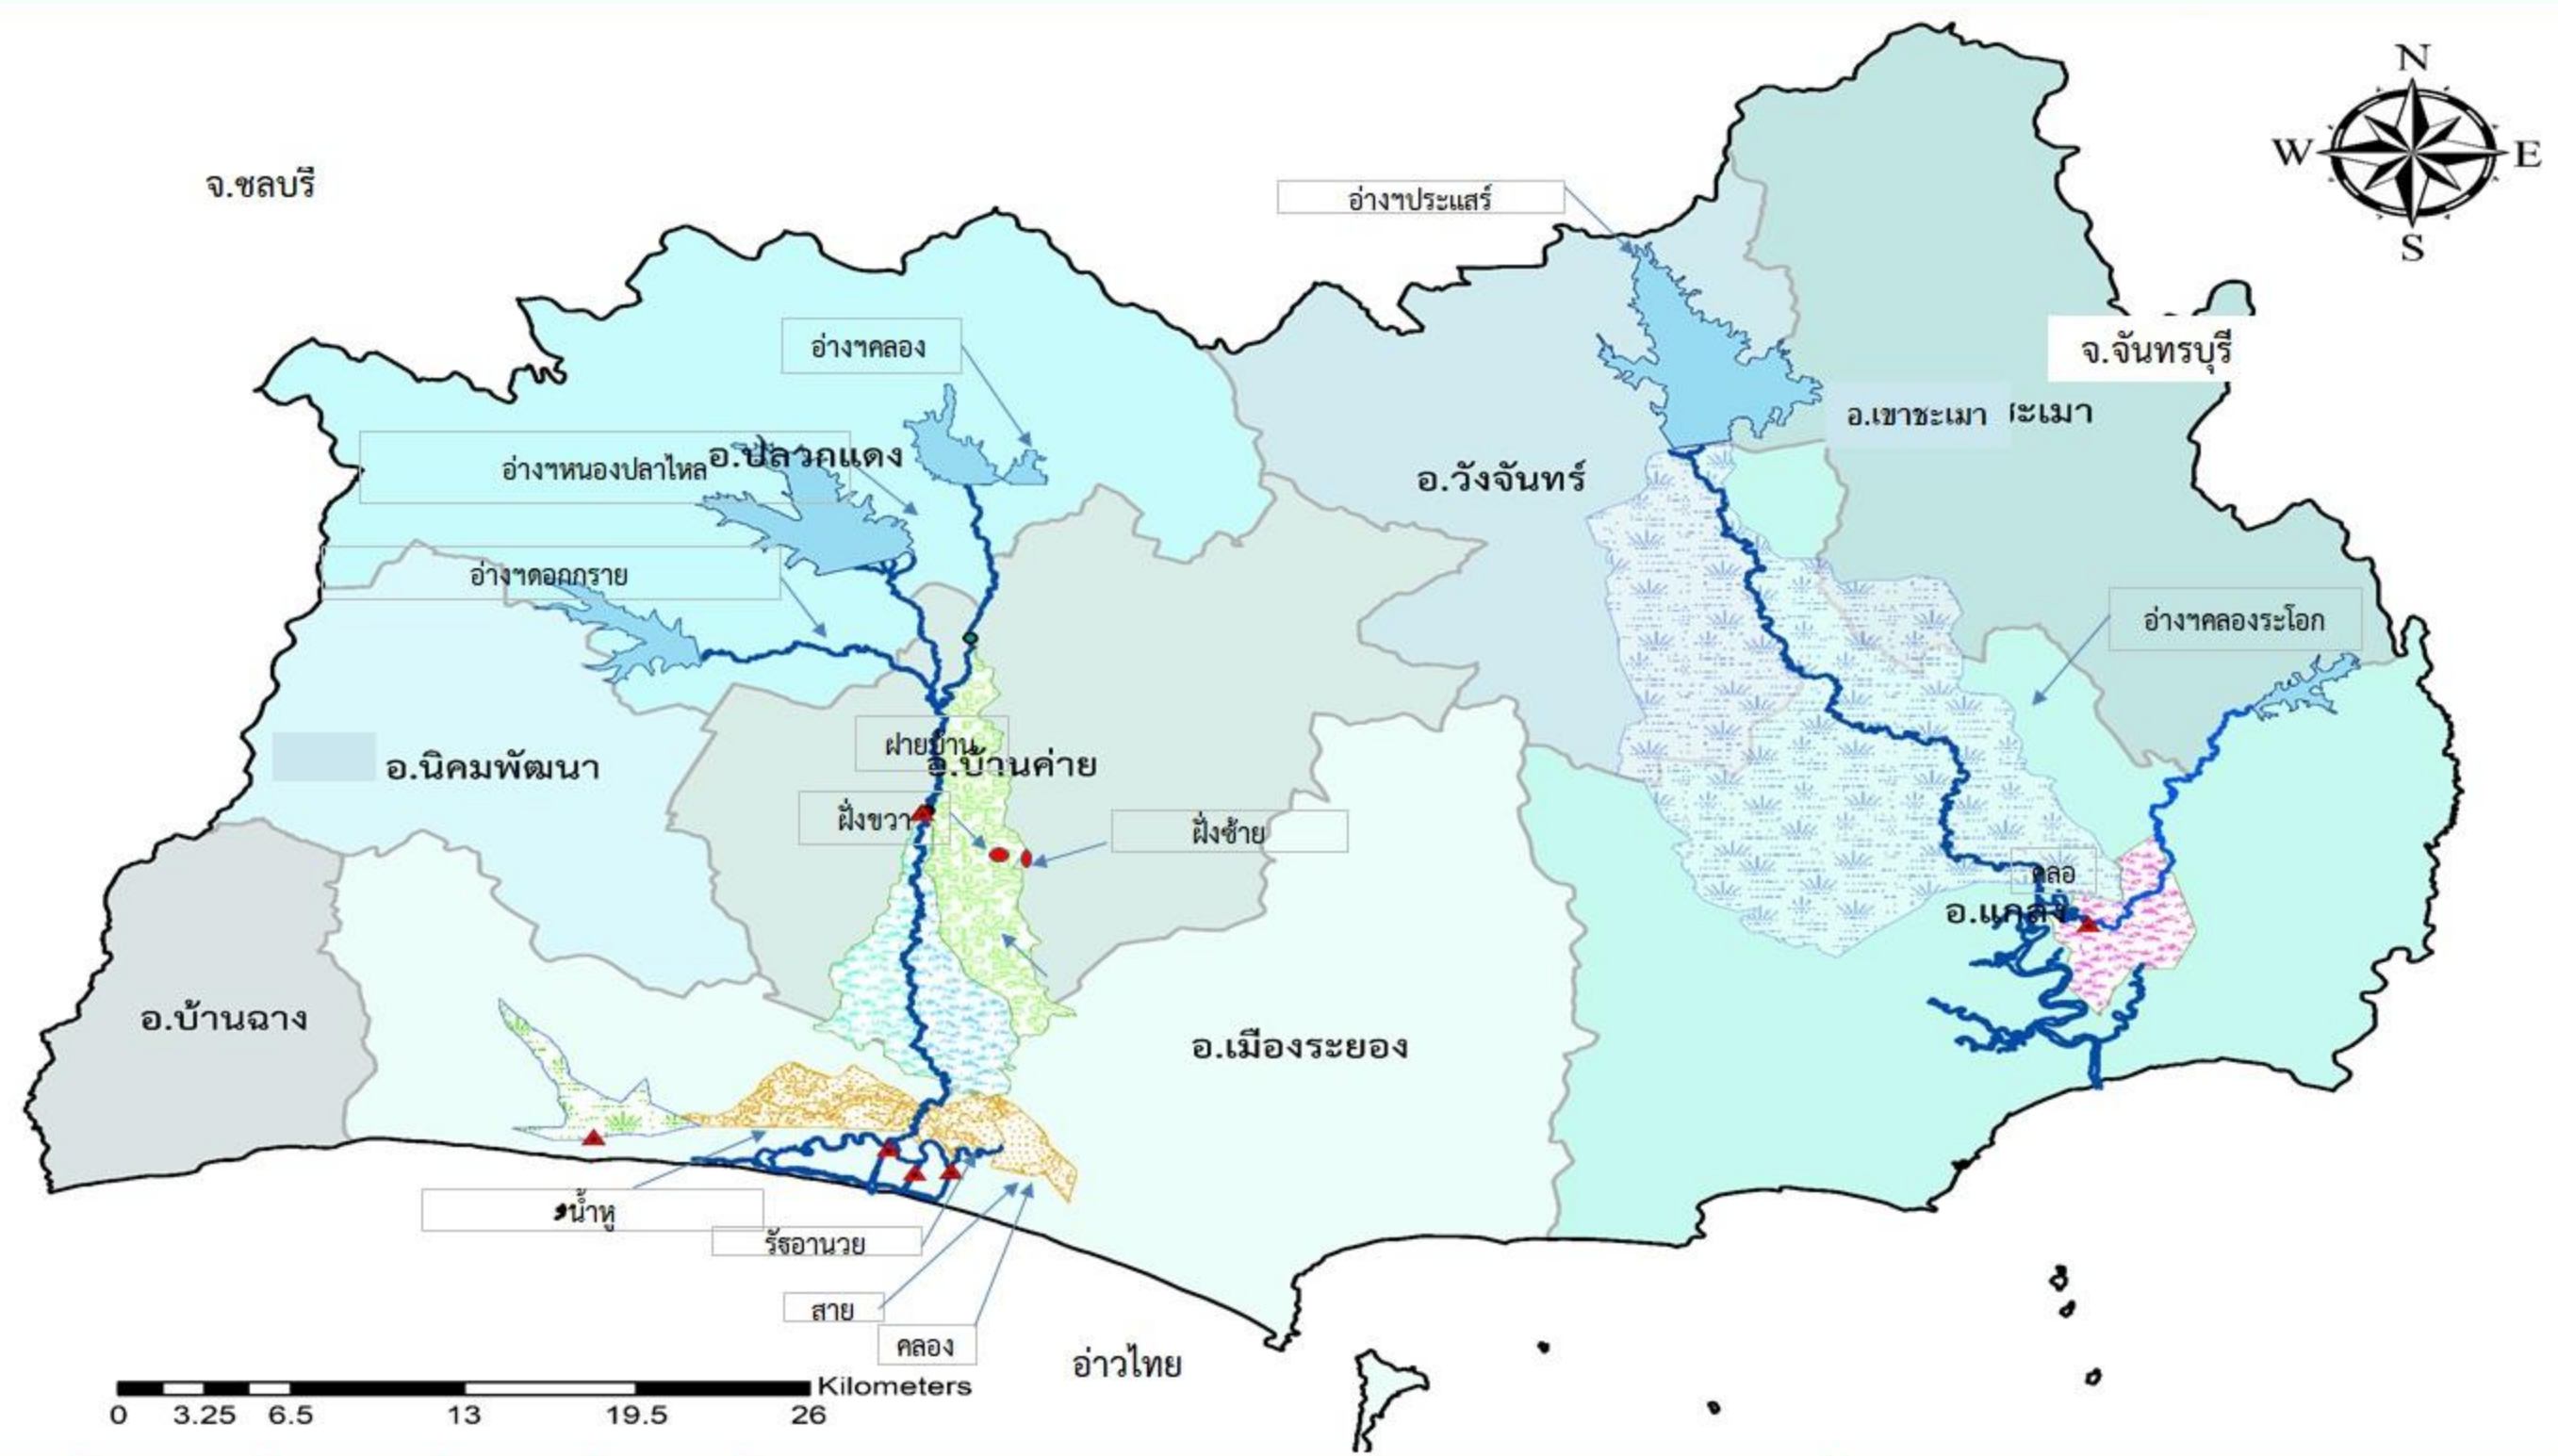 N
W E
S
จ.ชลบุรี
อ่างฯประแสร์
อ่างฯคลอง
จ.จันทรบุรี
อ.เขาชะเมา
ชะเมา
อ.ปลวกแดง
อ่างฯหนองปลาไหล
อ.วังจันทร์
อ่างฯดอกกราย
อ่างฯคลองระโอก
ฝายบ้าน
อ.บ้านค่าย
อ.นิคมพัฒนา
ฝั่งขวา
ฝั่งซ้าย
คลอ
อ.แกลง
อ.บ้านฉาง
อ.เมืองระยอง
น้ำหู
รัฐอานวย
สาย
คลอง
อ่าวไทย
Kilometers
0 3.25 6.5 13 19.5 26